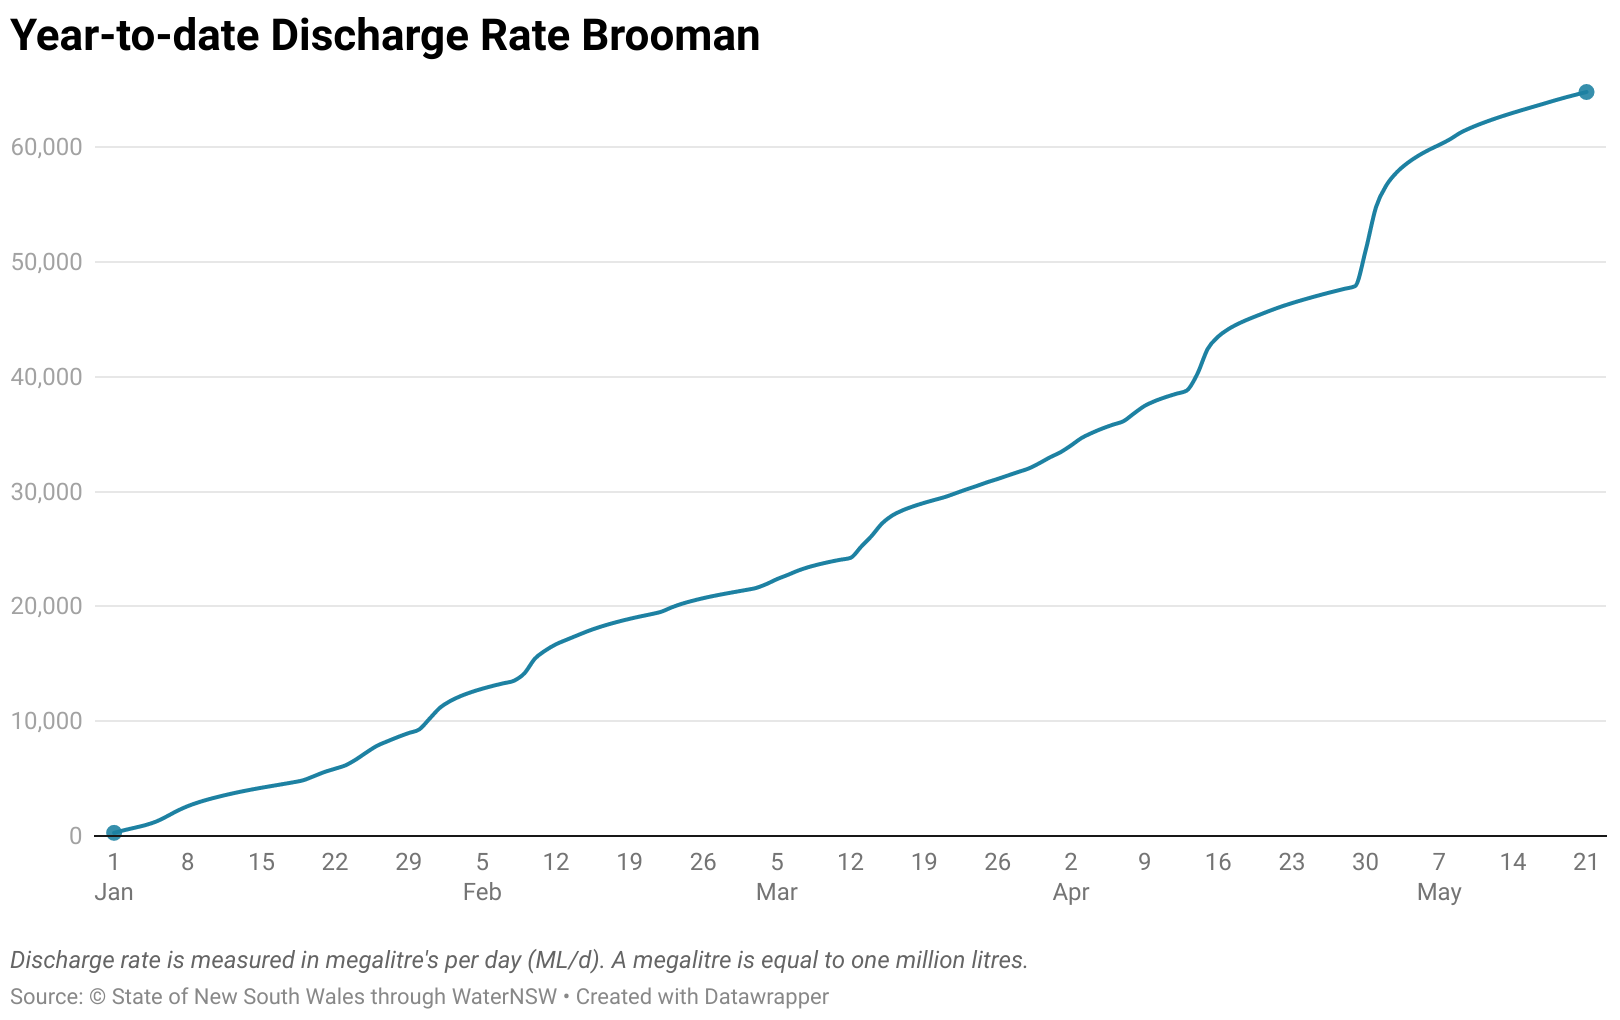 Year-to-date Discharge Rate Brooman
60,000
50,000
40,000
30,000
20,000
10,000
0
1 8 15 22 29 5 12 19 26 5 12 19 26 2 9 16 23 30 7 14 21
Jan Feb Mar Apr May
Discharge rate is measured in megalitre's per day (ML/d). A megalitre is equal to one million litres.
Source: © State of New South Wales through WaterNSW • Created with Datawrapper